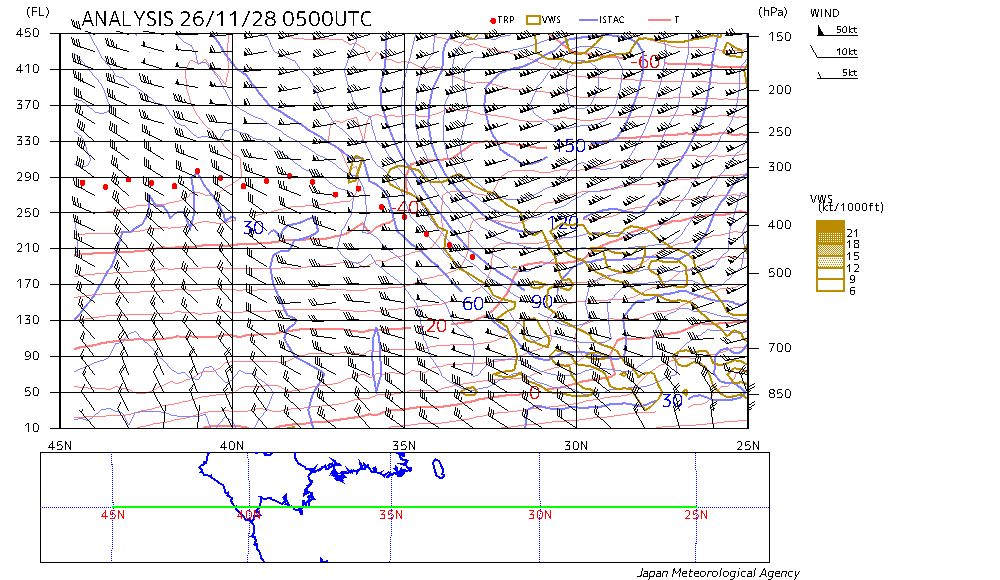 (FL) ANALYSIS 26/11/28 0500UTC TRP VWS ISTAC T (hPa) WIND
450 150 50kt
10kt
5kt
410 -60
370 200
330 250
150
290 300
VWS
(kt/1000ft)
250 -40 400
30 120
21
18
15
12
9
6
210
170 500
60 90
130 -20
90 700
50 0 30 850
10
45N 40N 35N 30N 25N
45N 40N 35N 30N 25N
Japan Meteorological Agency